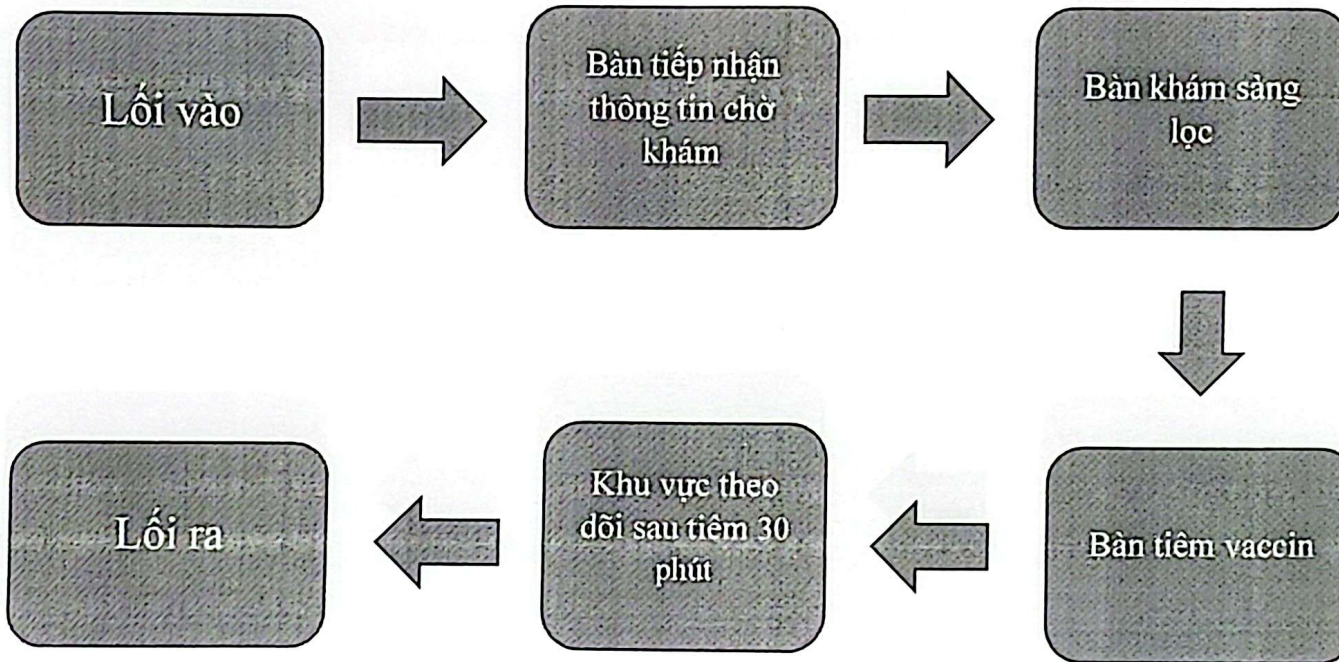 Lối vào
Bàn tiếp nhận
thông tin chờ
khám
Bàn khám sàng
lọc
Bàn tiêm vaccin
Khu vực theo
dõi sau tiêm 30
phút
Lối ra